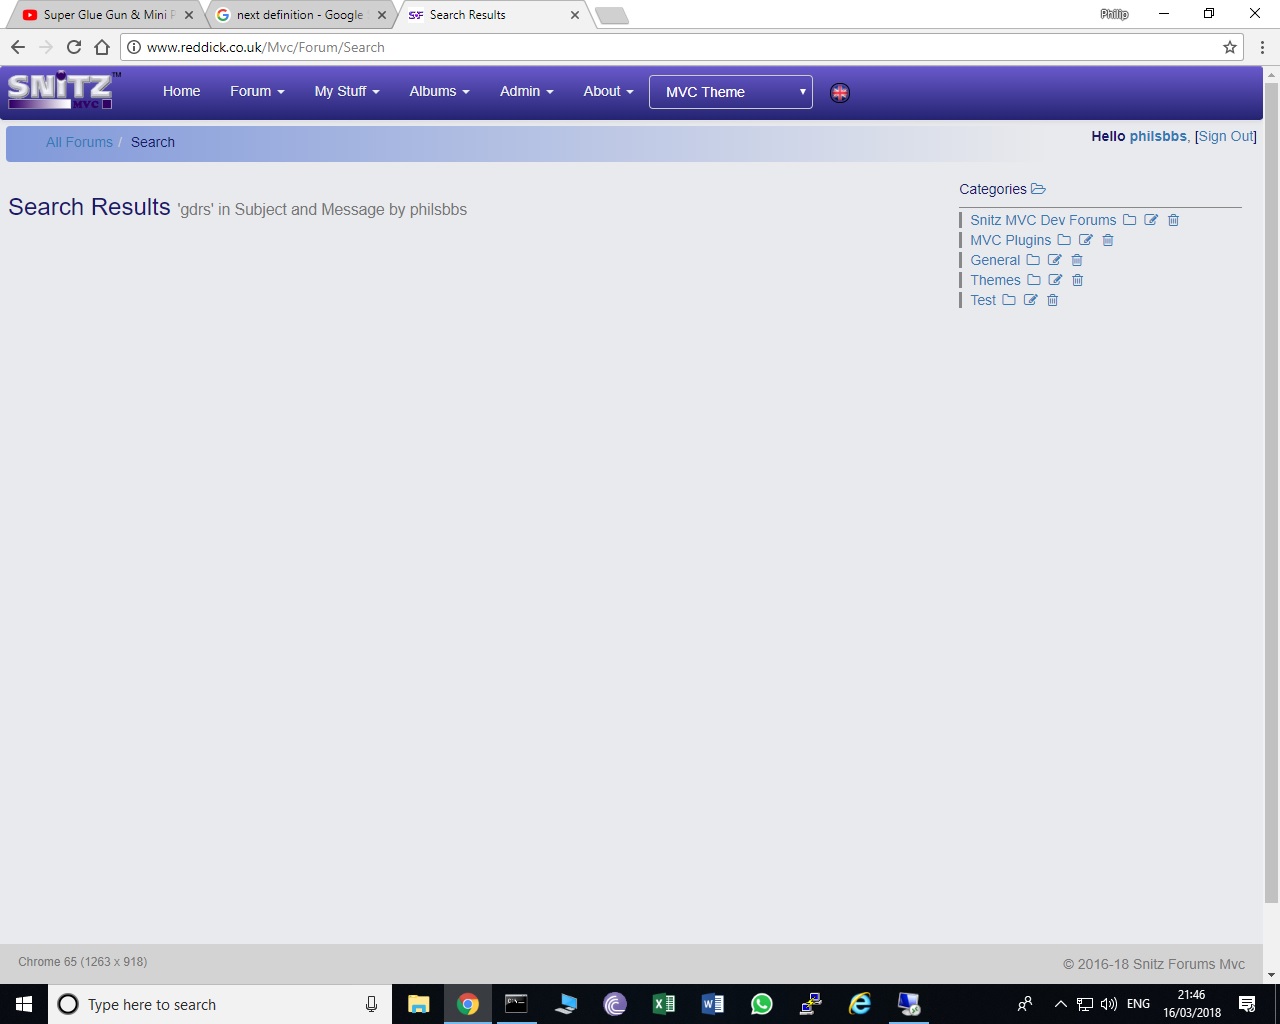 Super Glue Gun & Mini P
next definition - Google
Search Results
Philip
www.reddick.co.uk/Mvc/Forum/Search
SNiTZ™
MVC
Home
Forum
My Stuff
Albums
Admin
About
MVC Theme
All Forums / Search
Hello philsbbs, [Sign Out]
Search Results 'gdrs' in Subject and Message by philsbbs
Categories
Snitz MVC Dev Forums
MVC Plugins
General
Themes
Test
Chrome 65 (1263 x 918)
© 2016-18 Snitz Forums Mvc
Type here to search
ENG
21:46
16/03/2018